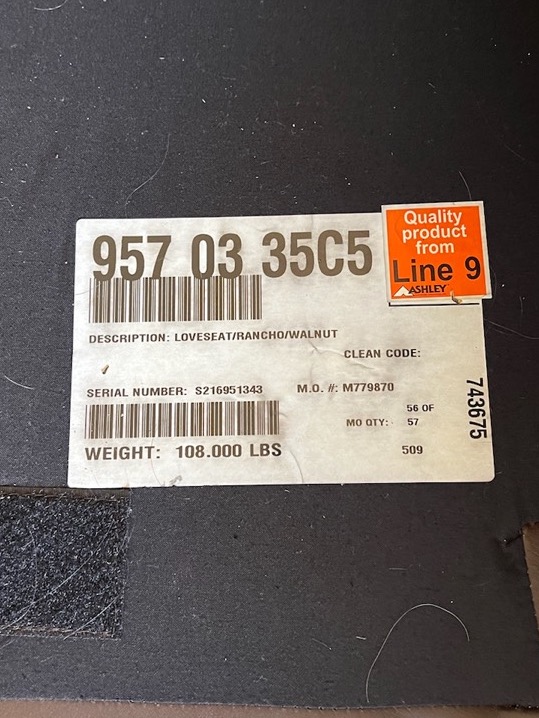 957 03 35C5
Quality
product
from
Line 9
ASHLEY
DESCRIPTION: LOVESEAT/RANCHO/WALNUT
CLEAN CODE:
SERIAL NUMBER: S216951343
M.O. #: M779870
56 OF
MO QTY: 57
WEIGHT: 108.000 LBS
509
743675